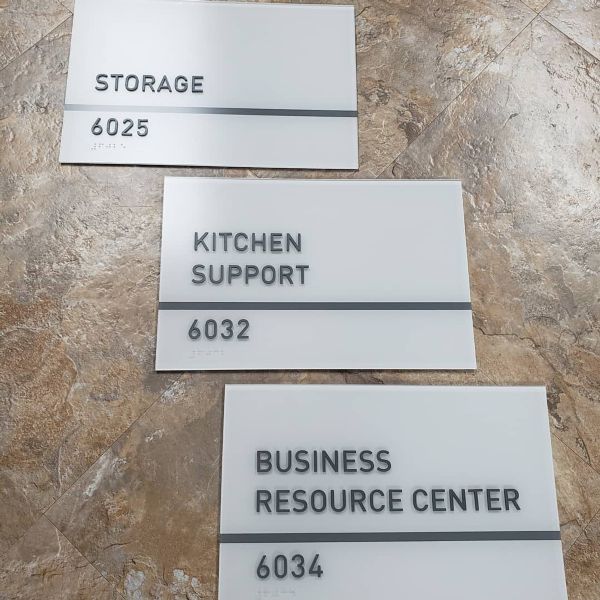 STORAGE
6025
KITCHEN
SUPPORT
6032
BUSINESS
RESOURCE CENTER
6034